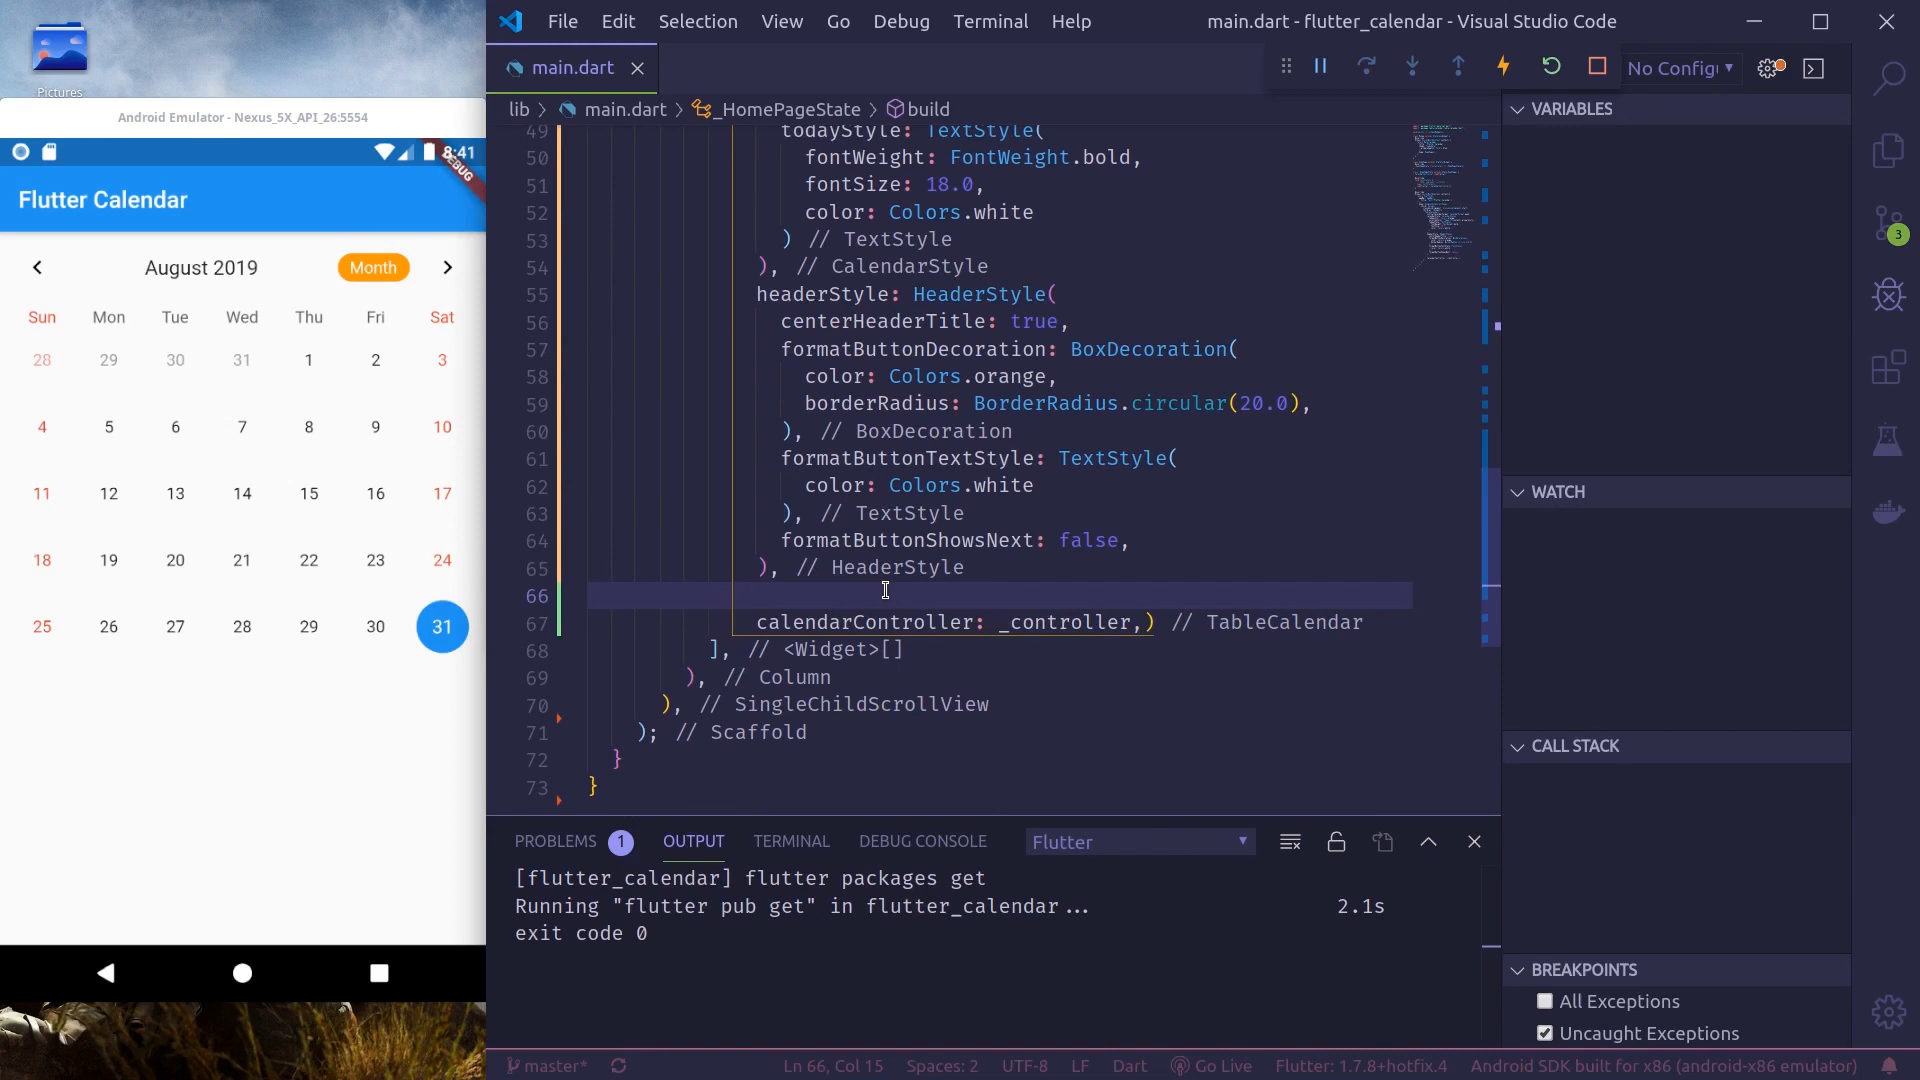 File Edit Selection View Go Debug Terminal Help
main.dart - flutter_calendar - Visual Studio Code
Pictures
main.dart
No Config
lib > main.dart > _HomePageState > build
Android Emulator - Nexus_5X_API_26:5554
8:41
DEBUG
Flutter Calendar
August 2019 Month
Sun Mon Tue Wed Thu Fri Sat
28 29 30 31 1 2 3
4 5 6 7 8 9 10
11 12 13 14 15 16 17
18 19 20 21 22 23 24
25 26 27 28 29 30 31
49 todayStyle: TextStyle(
50 fontWeight: FontWeight.bold,
51 fontSize: 18.0,
52 color: Colors.white
53 ) // TextStyle
54 ), // CalendarStyle
55 headerStyle: HeaderStyle(
56 centerHeaderTitle: true,
57 formatButtonDecoration: BoxDecoration(
58 color: Colors.orange,
59 borderRadius: BorderRadius.circular(20.0),
60 ), // BoxDecoration
61 formatButtonTextStyle: TextStyle(
62 color: Colors.white
63 ), // TextStyle
64 formatButtonShowsNext: false,
65 ), // HeaderStyle
66
67 calendarController: _controller,) // TableCalendar
68 ], // <Widget>[]
69 ), // Column
70 ), // SingleChildScrollView
71 ); // Scaffold
72 }
73 }
VARIABLES
WATCH
CALL STACK
BREAKPOINTS
All Exceptions
Uncaught Exceptions
3
PROBLEMS 1 OUTPUT TERMINAL DEBUG CONSOLE Flutter
[flutter_calendar] flutter packages get
Running "flutter pub get" in flutter_calendar... 2.1s
exit code 0
master* Ln 66, Col 15 Spaces: 2 UTF-8 LF Dart Go Live Flutter: 1.7.8+hotfix.4 Android SDK built for x86 (android-x86 emulator)